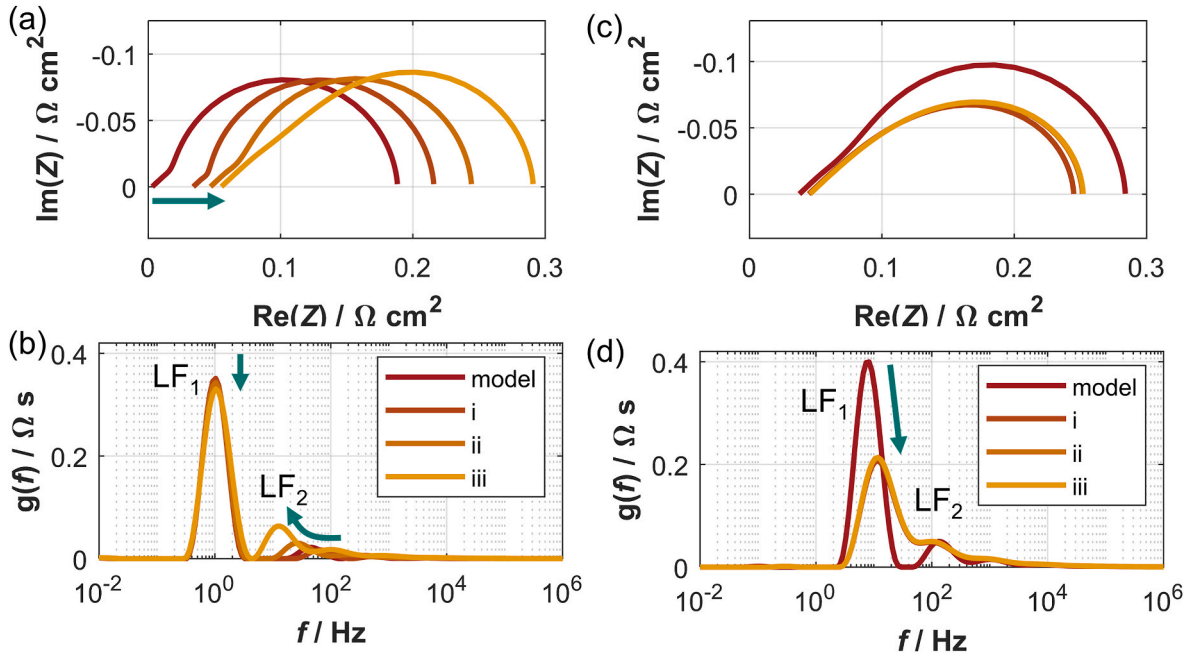 (a)
-0.1
-0.05
0
Im(Z) / Ω cm²
0
0.1
0.2
0.3
Re(Z) / Ω cm²
(c)
-0.1
-0.05
0
Im(Z) / Ω cm²
0
0.1
0.2
0.3
Re(Z) / Ω cm²
(b)
0.4
0.2
0
g(f) / Ω s
LF₁
LF₂
model
i
ii
iii
10⁻²
10⁰
10²
10⁴
10⁶
f / Hz
(d)
0.4
0.2
0
g(f) / Ω s
LF₁
LF₂
model
i
ii
iii
10⁻²
10⁰
10²
10⁴
10⁶
f / Hz